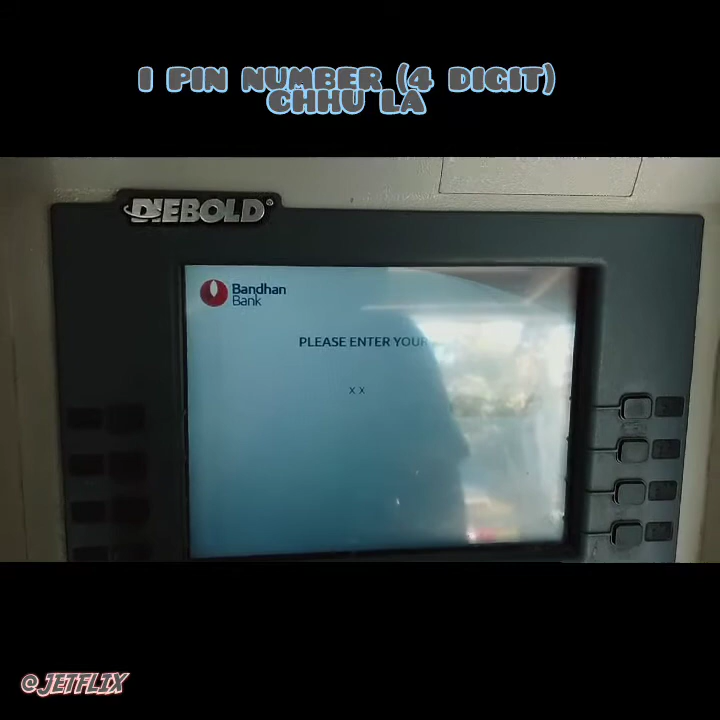 I PIN NUMBER (4 DIGIT)
CHHU LA
DIEBOLD®
Bandhan
Bank
PLEASE ENTER YOUR
x x
@JETFLIX